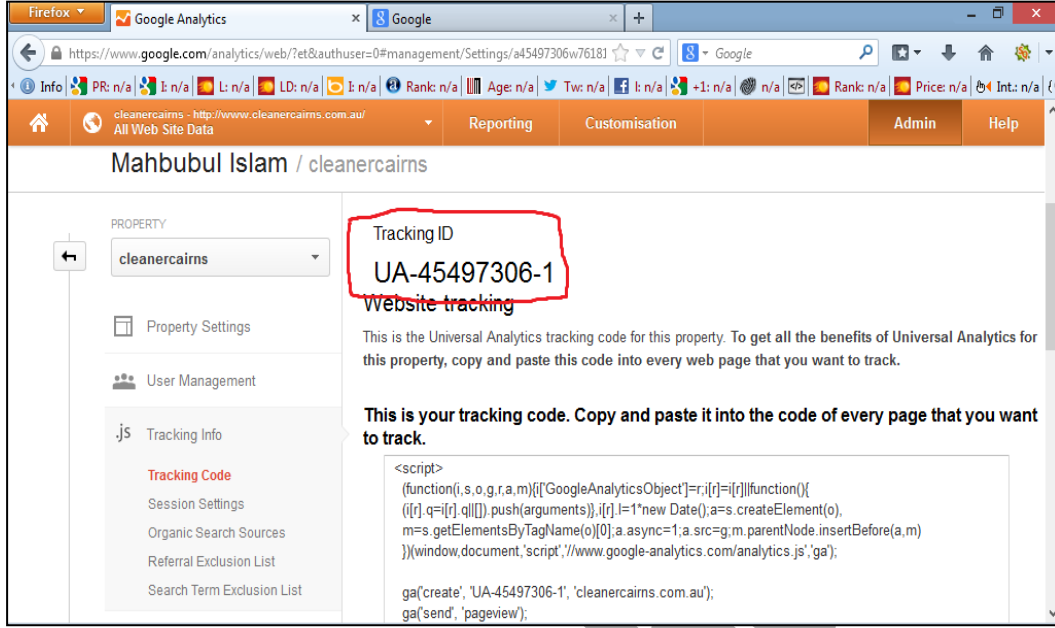 Firefox
Google Analytics
Google
https://www.google.com/analytics/web/?et&authuser=0#management/Settings/a45497306w76181
Google
Info PR: n/a I: n/a L: n/a LD: n/a I: n/a Rank: n/a Age: n/a Tw: n/a l: n/a +1: n/a n/a Rank: n/a Price: n/a Int.: n/a
cleanercairns - http://www.cleanercairns.com.au/
All Web Site Data
Reporting Customisation Admin Help
Mahbubul Islam / cleanercairns
PROPERTY
cleanercairns
Property Settings
User Management
.js Tracking Info
Tracking Code
Session Settings
Organic Search Sources
Referral Exclusion List
Search Term Exclusion List
Tracking ID
UA-45497306-1
Website tracking
This is the Universal Analytics tracking code for this property. To get all the benefits of Universal Analytics for
this property, copy and paste this code into every web page that you want to track.
This is your tracking code. Copy and paste it into the code of every page that you want
to track.
<script>
(function(i,s,o,g,r,a,m){i['GoogleAnalyticsObject']=r;i[r]=i[r]||function(){
(i[r].q=i[r].q||[]).push(arguments)},i[r].l=1*new Date();a=s.createElement(o),
m=s.getElementsByTagName(o)[0];a.async=1;a.src=g;m.parentNode.insertBefore(a,m)
})(window,document,'script','//www.google-analytics.com/analytics.js','ga');
ga('create', 'UA-45497306-1', 'cleanercairns.com.au');
ga('send', 'pageview');